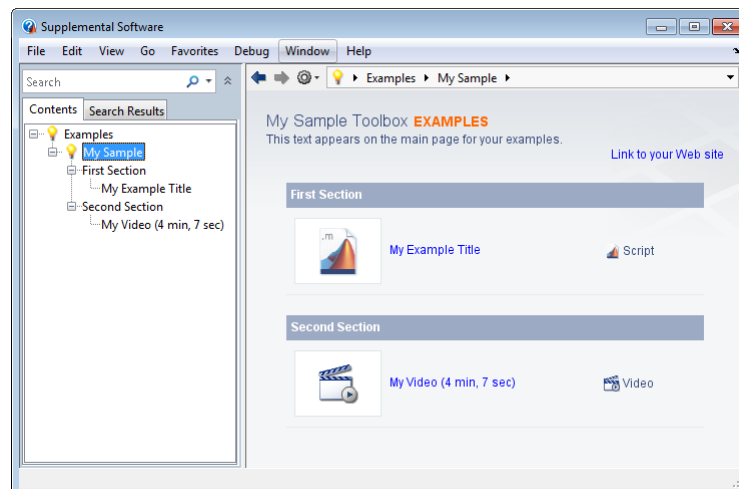 Supplemental Software
File Edit View Go Favorites Debug Window Help
Search
Examples My Sample
Contents Search Results
Examples
My Sample
First Section
My Example Title
Second Section
My Video (4 min, 7 sec)
My Sample Toolbox EXAMPLES
This text appears on the main page for your examples.
Link to your Web site
First Section
.m
My Example Title
Script
Second Section
My Video (4 min, 7 sec)
Video